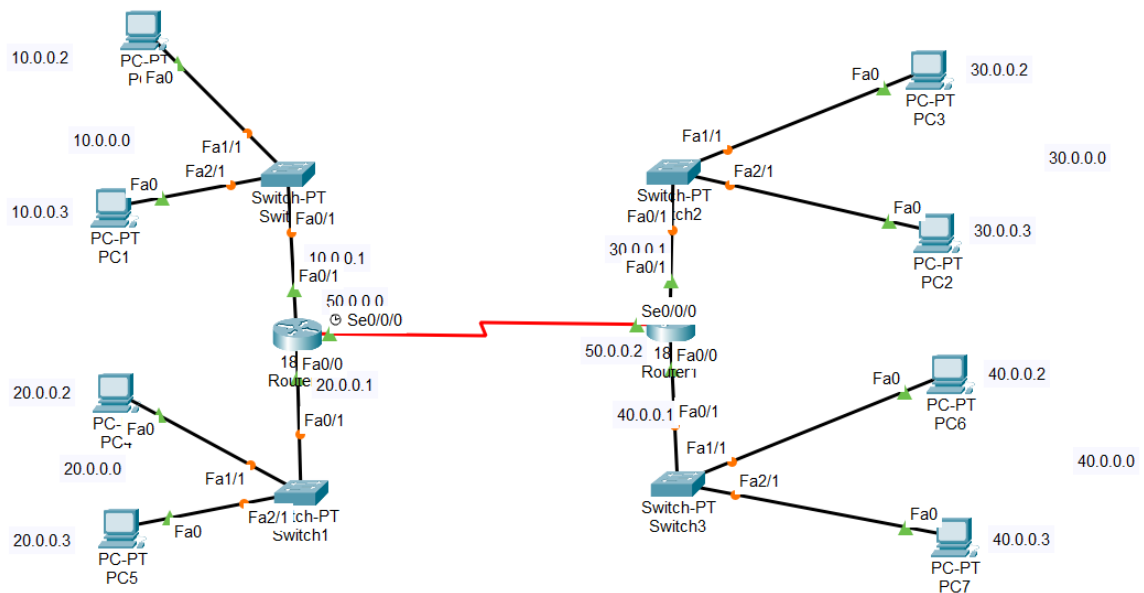 10.0.0.2
PC-PT
Fa0
10.0.0.0
Fa1/1
Fa2/1
Fa0
10.0.0.3
PC-PT
PC1
Switch-PT
Fa0/1
10.0.0.1
Fa0/1
50.0.0.0
Se0/0/0
18
Fa0/0
20.0.0.1
20.0.0.2
Fa0
20.0.0.0
Fa0/1
Fa1/1
Fa2/1
Switch1
20.0.0.3
Fa0
PC-PT
PC5
Fa0
30.0.0.2
PC-PT
PC3
Fa1/1
30.0.0.0
Fa2/1
Switch-PT
Fa0/1
Fa0
30.0.0.3
PC-PT
PC2
30.0.0.1
Fa0/1
Se0/0/0
50.0.0.2
18
Fa0/0
40.0.0.1
Fa0/1
Fa0
40.0.0.2
PC-PT
PC6
Fa1/1
40.0.0.0
Fa2/1
Switch-PT
Switch3
Fa0
40.0.0.3
PC-PT
PC7